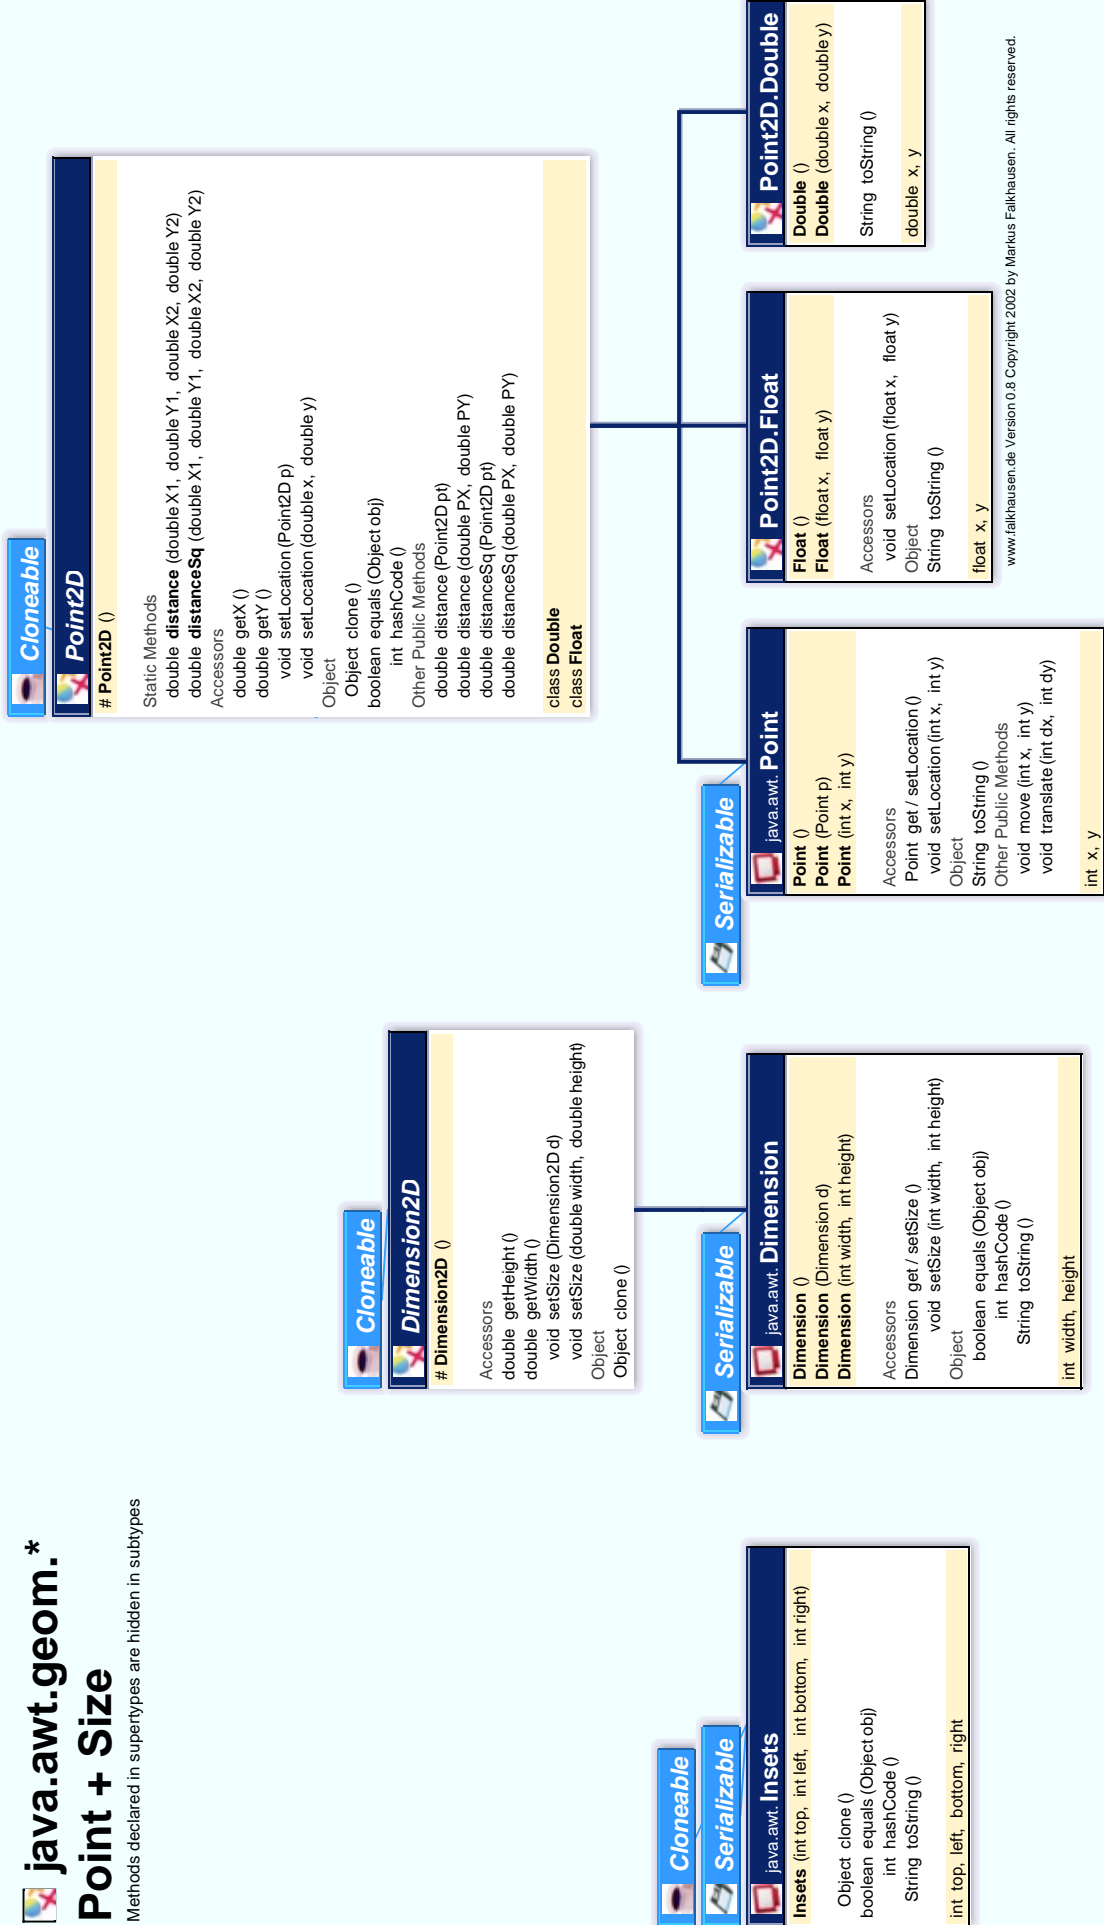 java.awt.geom.*
Point + Size
Methods declared in supertypes are hidden in subtypes
Cloneable
Serializable
java.awt. Insets
Insets (int top, int left, int bottom, int right)
Object clone ()
boolean equals (Object obj)
int hashCode ()
String toString ()
int top, left, bottom, right
Cloneable
Dimension2D
# Dimension2D ()
Accessors
double getHeight ()
double getWidth ()
void setSize (Dimension2D d)
void setSize (double width, double height)
Object
Object clone ()
Serializable
java.awt. Dimension
Dimension ()
Dimension (Dimension d)
Dimension (int width, int height)
Accessors
Dimension get / setSize ()
void setSize (int width, int height)
Object
boolean equals (Object obj)
int hashCode ()
String toString ()
int width, height
Cloneable
Point2D
# Point2D ()
Static Methods
double distance (double X1, double Y1, double X2, double Y2)
double distanceSq (double X1, double Y1, double X2, double Y2)
Accessors
double getX ()
double getY ()
void setLocation (Point2D p)
void setLocation (double x, double y)
Object
Object clone ()
boolean equals (Object obj)
int hashCode ()
Other Public Methods
double distance (Point2D pt)
double distance (double PX, double PY)
double distanceSq (Point2D pt)
double distanceSq (double PX, double PY)
class Double
class Float
Serializable
java.awt. Point
Point ()
Point (Point p)
Point (int x, int y)
Accessors
Point get / setLocation ()
void setLocation (int x, int y)
Object
String toString ()
Other Public Methods
void move (int x, int y)
void translate (int dx, int dy)
int x, y
Point2D.Float
Float ()
Float (float x, float y)
Accessors
void setLocation (float x, float y)
Object
String toString ()
float x, y
Point2D.Double
Double ()
Double (double x, double y)
String toString ()
double x, y
www.falkhausen.de Version 0.8 Copyright 2002 by Markus Falkhausen. All rights reserved.